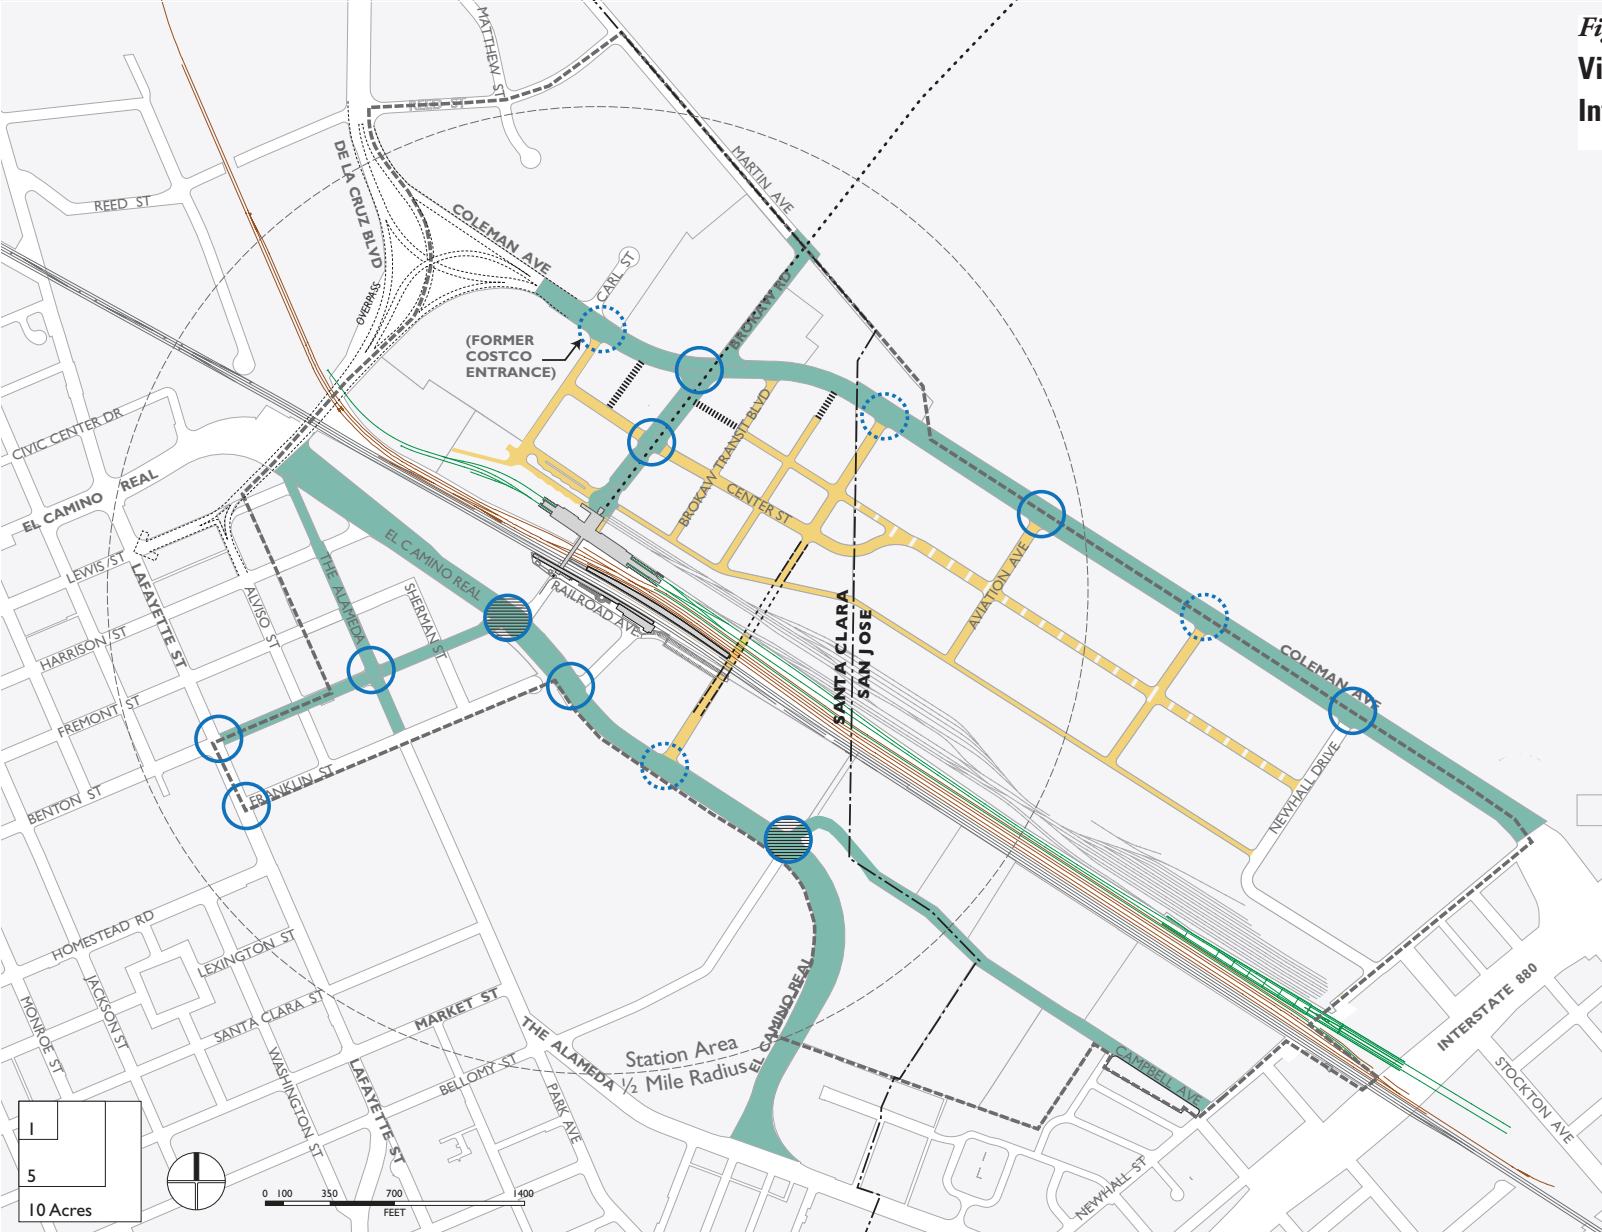 Fi
Vi
In
MATTHEW ST
REED ST
DE LA CRUZ BLVD
MARTIN AVE
REED ST
COLEMAN AVE
CARL ST
OVERPASS
BROKAW RD
(FORMER
COSTCO
ENTRANCE)
CIVIC CENTER DR
EL CAMINO REAL
BROKAW TRANSIT BLVD
CENTER ST
EL CAMINO REAL
LEWIS ST
LAFAYETTE ST
THE ALAMEDA
ALVISO ST
SHERMAN ST
RAILROAD AVE
AVIATION AVE
SANTA CLARA
SAN JOSE
HARRISON ST
COLEMAN AVE
FREMONT ST
BENTON ST
FRANKLIN ST
NEWHALL DRIVE
HOMESTEAD RD
LEXINGTON ST
JACKSON ST
MONROE ST
SANTA CLARA ST
MARKET ST
THE ALAMEDA
EL CAMINO REAL
Station Area
½ Mile Radius
WASHINGTON ST
LAFAYETTE ST
BELLOMY ST
PARK AVE
CAMPBELL AVE
INTERSTATE 880
STOCKTON AVE
NEWHALL ST
1
5
10 Acres
0 100 350 700 1400
FEET